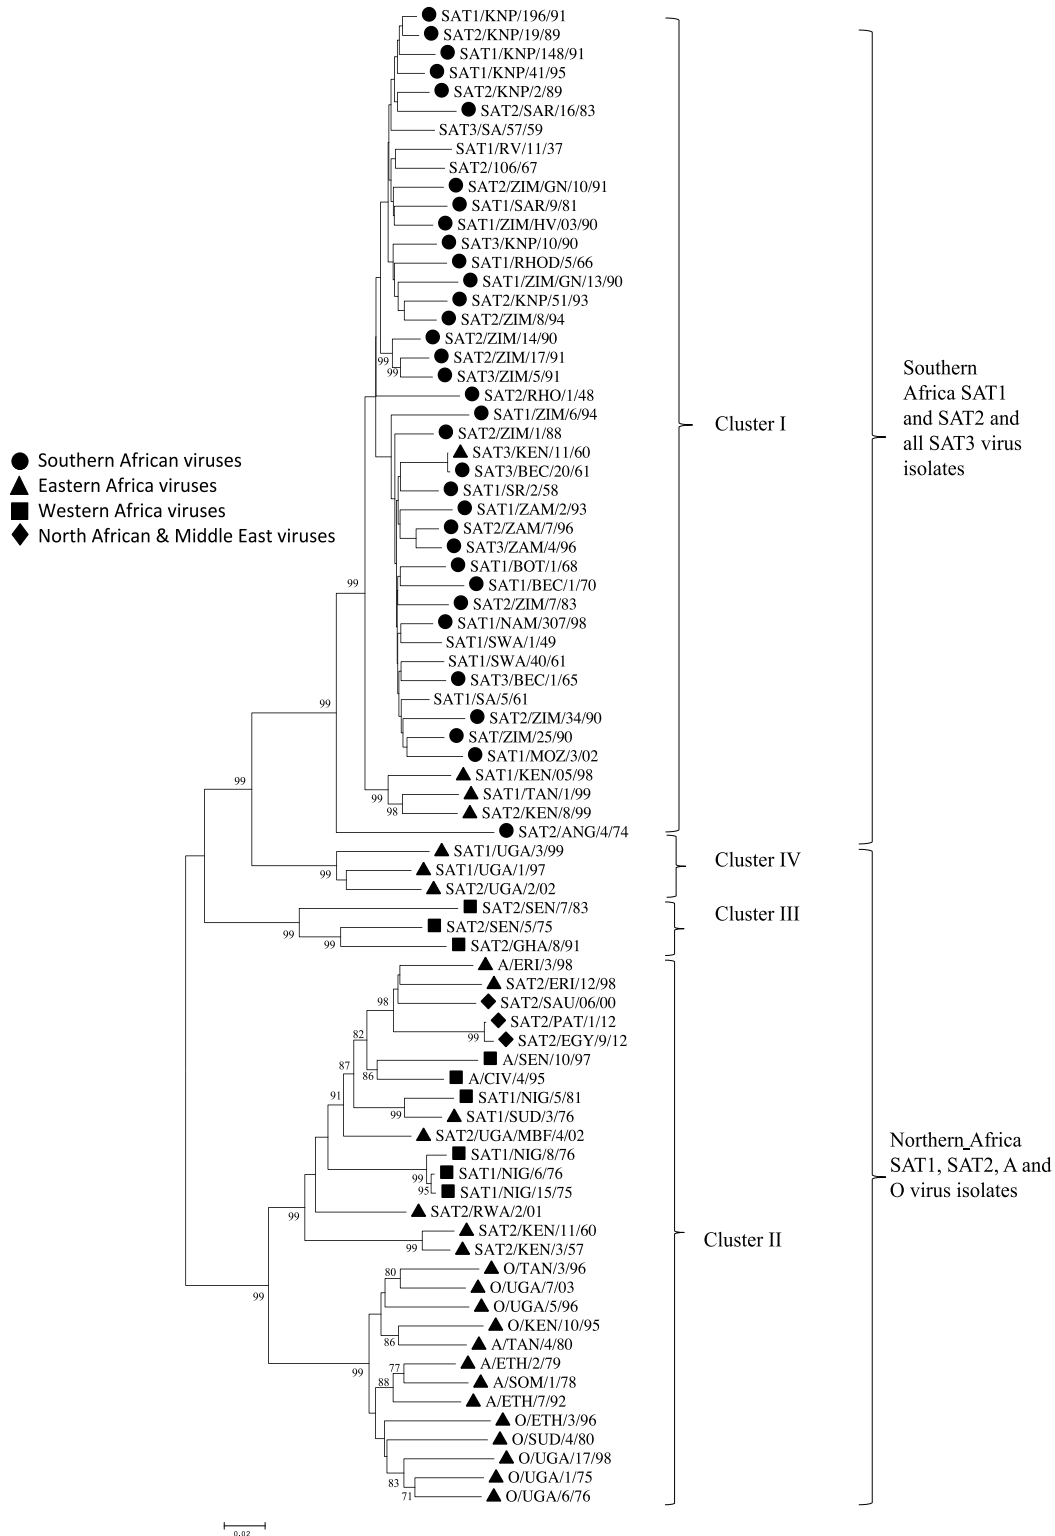 SAT1/KNP/196/91
SAT2/KNP/19/89
SAT1/KNP/148/91
SAT1/KNP/41/95
SAT2/KNP/2/89
SAT2/SAR/16/83
SAT3/SA/57/59
SAT1/RV/11/37
SAT2/106/67
SAT2/ZIM/GN/10/91
SAT1/SAR/9/81
SAT1/ZIM/HV/03/90
SAT3/KNP/10/90
SAT1/RHOD/5/66
SAT1/ZIM/GN/13/90
SAT2/KNP/51/93
SAT2/ZIM/8/94
SAT2/ZIM/14/90
99
SAT2/ZIM/17/91
99
SAT3/ZIM/5/91
SAT2/RHO/1/48
SAT1/ZIM/6/94
SAT2/ZIM/1/88
SAT3/KEN/11/60
SAT3/BEC/20/61
SAT1/SR/2/58
SAT1/ZAM/2/93
SAT2/ZAM/7/96
SAT3/ZAM/4/96
SAT1/BOT/1/68
99
SAT1/BEC/1/70
SAT2/ZIM/7/83
SAT1/NAM/307/98
SAT1/SWA/1/49
SAT1/SWA/40/61
SAT3/BEC/1/65
SAT1/SA/5/61
99
SAT2/ZIM/34/90
SAT/ZIM/25/90
SAT1/MOZ/3/02
SAT1/KEN/05/98
99
99
SAT1/TAN/1/99
98
SAT2/KEN/8/99
SAT2/ANG/4/74
SAT1/UGA/3/99
SAT1/UGA/1/97
99
SAT2/UGA/2/02
SAT2/SEN/7/83
SAT2/SEN/5/75
99
99
SAT2/GHA/8/91
A/ERI/3/98
SAT2/ERI/12/98
98
SAT2/SAU/06/00
SAT2/PAT/1/12
82
99
SAT2/EGY/9/12
A/SEN/10/97
87
86
A/CIV/4/95
91
SAT1/NIG/5/81
99
SAT1/SUD/3/76
SAT2/UGA/MBF/4/02
SAT1/NIG/8/76
99
SAT1/NIG/6/76
95
SAT1/NIG/15/75
SAT2/RWA/2/01
99
SAT2/KEN/11/60
99
SAT2/KEN/3/57
O/TAN/3/96
80
O/UGA/7/03
99
O/UGA/5/96
O/KEN/10/95
86
A/TAN/4/80
A/ETH/2/79
77
99
88
A/SOM/1/78
A/ETH/7/92
O/ETH/3/96
O/SUD/4/80
O/UGA/17/98
83
O/UGA/1/75
71
O/UGA/6/76
0.02
Southern African viruses
Eastern Africa viruses
Western Africa viruses
North African & Middle East viruses
Cluster I
Cluster IV
Cluster III
Cluster II
Southern
Africa SAT1
and SAT2 and
all SAT3 virus
isolates
Northern_Africa
SAT1, SAT2, A and
O virus isolates